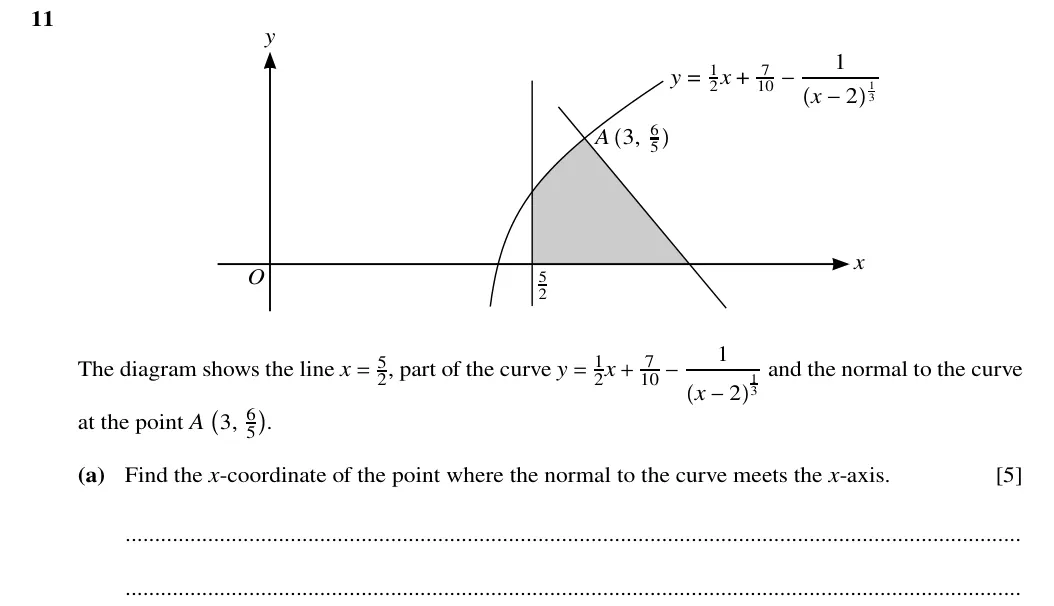 11
y
y = 1/2 x + 7/10 − 1/(x − 2)^(1/3)
A (3, 6/5)
O
5/2
x
The diagram shows the line x = 5/2, part of the curve y = 1/2 x + 7/10 − 1/(x − 2)^(1/3) and the normal to the curve
at the point A (3, 6/5).
(a) Find the x-coordinate of the point where the normal to the curve meets the x-axis. [5]